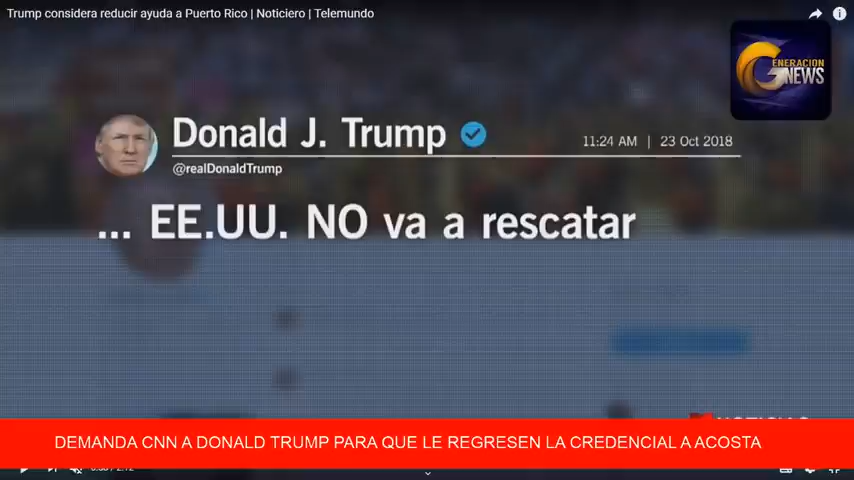 Trump considera reducir ayuda a Puerto Rico | Noticiero | Telemundo
GENERACION
NEWS
Donald J. Trump
11:24 AM | 23 Oct 2018
@realDonaldTrump
... EE.UU. NO va a rescatar
DEMANDA CNN A DONALD TRUMP PARA QUE LE REGRESEN LA CREDENCIAL A ACOSTA